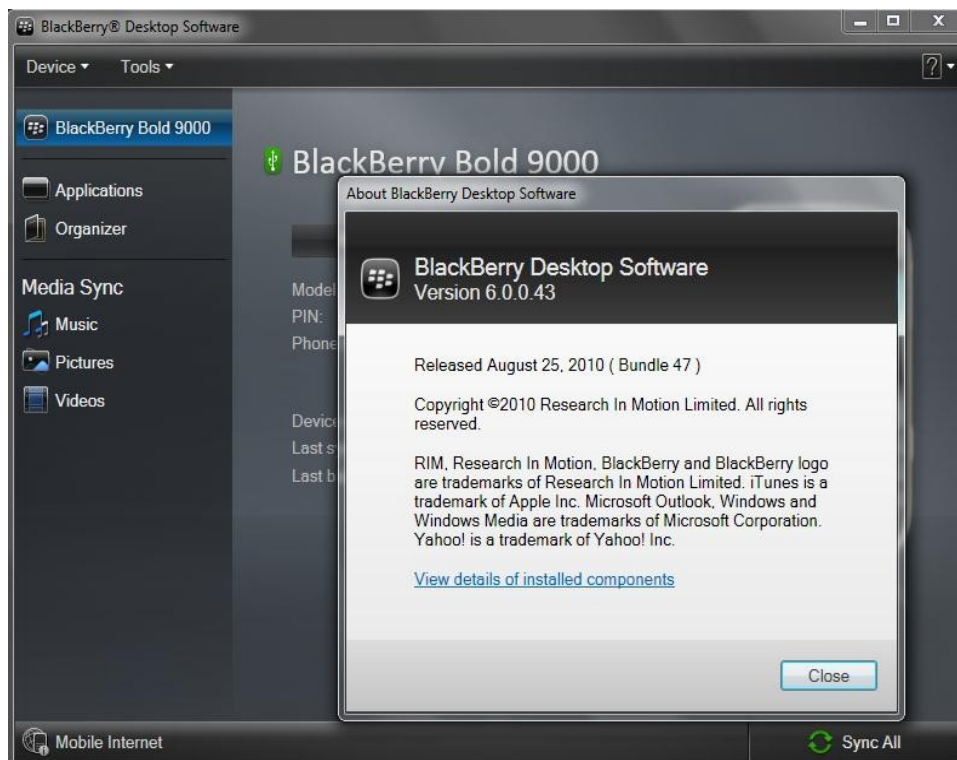 BlackBerry® Desktop Software
Device Tools ?
BlackBerry Bold 9000
Applications
Organizer
Media Sync
Music
Pictures
Videos
BlackBerry Bold 9000
Model
PIN:
Phone
Device
Last
Last
About BlackBerry Desktop Software
BlackBerry Desktop Software
Version 6.0.0.43
Released August 25, 2010 ( Bundle 47 )
Copyright ©2010 Research In Motion Limited. All rights
reserved.
RIM, Research In Motion, BlackBerry and BlackBerry logo
are trademarks of Research In Motion Limited. iTunes is a
trademark of Apple Inc. Microsoft Outlook, Windows and
Windows Media are trademarks of Microsoft Corporation.
Yahoo! is a trademark of Yahoo! Inc.
View details of installed components
Close
Mobile Internet
Sync All